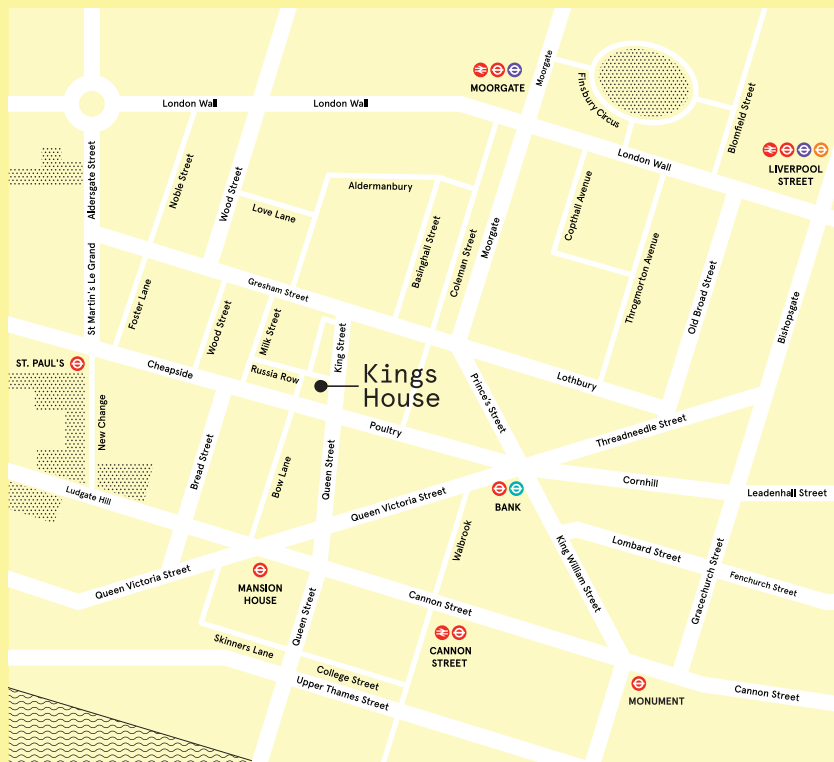 MOORGATE
Moorgate
Finsbury Circus
Blomfield Street
London Wall
London Wall
London Wall
LIVERPOOL
STREET
Aldersgate Street
Noble Street
Wood Street
Love Lane
Aldermanbury
Basinghall Street
Coleman Street
Moorgate
Copthall Avenue
Throgmorton Avenue
Old Broad Street
Bishopsgate
St Martin's Le Grand
Foster Lane
Wood Street
Milk Street
Gresham Street
King Street
ST. PAUL'S
Cheapside
Russia Row
Kings
House
Prince's Street
Lothbury
Threadneedle Street
New Change
Bread Street
Bow Lane
Queen Street
Poultry
Ludgate Hill
Queen Victoria Street
BANK
Cornhill
Leadenhall Street
Walbrook
King William Street
Lombard Street
Fenchurch Street
Gracechurch Street
Queen Victoria Street
MANSION
HOUSE
Queen Street
Cannon Street
CANNON
STREET
Skinners Lane
College Street
Upper Thames Street
MONUMENT
Cannon Street